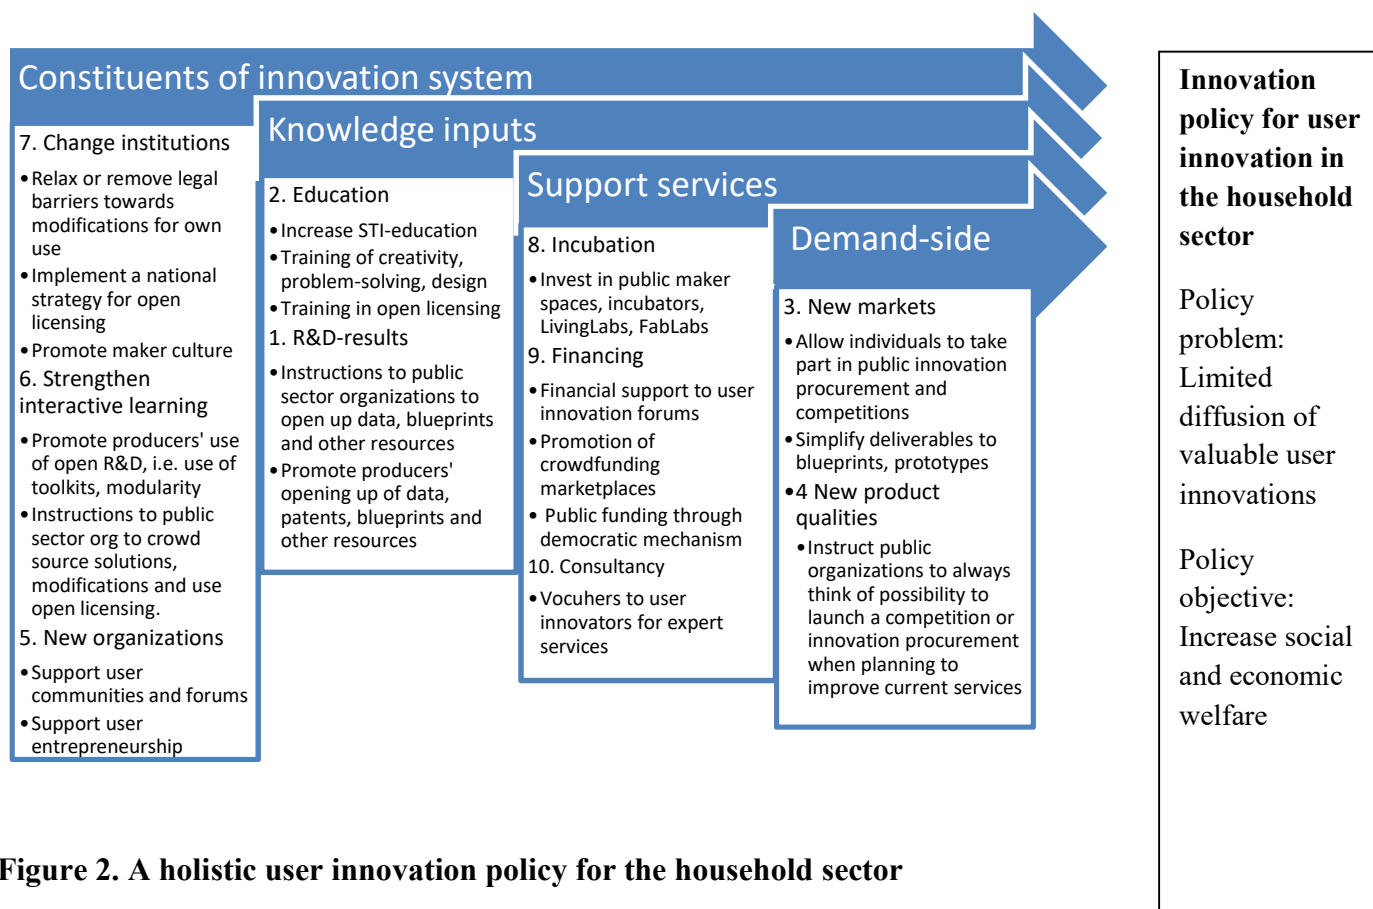 Constituents of innovation system
7. Change institutions
•Relax or remove legal
barriers towards
modifications for own
use
•Implement a national
strategy for open
licensing
•Promote maker culture
6. Strengthen
interactive learning
•Promote producers' use
of open R&D, i.e. use of
toolkits, modularity
•Instructions to public
sector org to crowd
source solutions,
modifications and use
open licensing.
5. New organizations
•Support user
communities and forums
•Support user
entrepreneurship
Knowledge inputs
2. Education
•Increase STI-education
•Training of creativity,
problem-solving, design
•Training in open licensing
1. R&D-results
•Instructions to public
sector organizations to
open up data, blueprints
and other resources
•Promote producers'
opening up of data,
patents, blueprints and
other resources
Support services
8. Incubation
•Invest in public maker
spaces, incubators,
LivingLabs, FabLabs
9. Financing
•Financial support to user
innovation forums
•Promotion of
crowdfunding
marketplaces
• Public funding through
democratic mechanism
10. Consultancy
•Vocuhers to user
innovators for expert
services
Demand-side
3. New markets
•Allow individuals to take
part in public innovation
procurement and
competitions
•Simplify deliverables to
blueprints, prototypes
•4 New product
qualities
•Instruct public
organizations to always
think of possibility to
launch a competition or
innovation procurement
when planning to
improve current services
Innovation
policy for user
innovation in
the household
sector
Policy
problem:
Limited
diffusion of
valuable user
innovations
Policy
objective:
Increase social
and economic
welfare
Figure 2. A holistic user innovation policy for the household sector